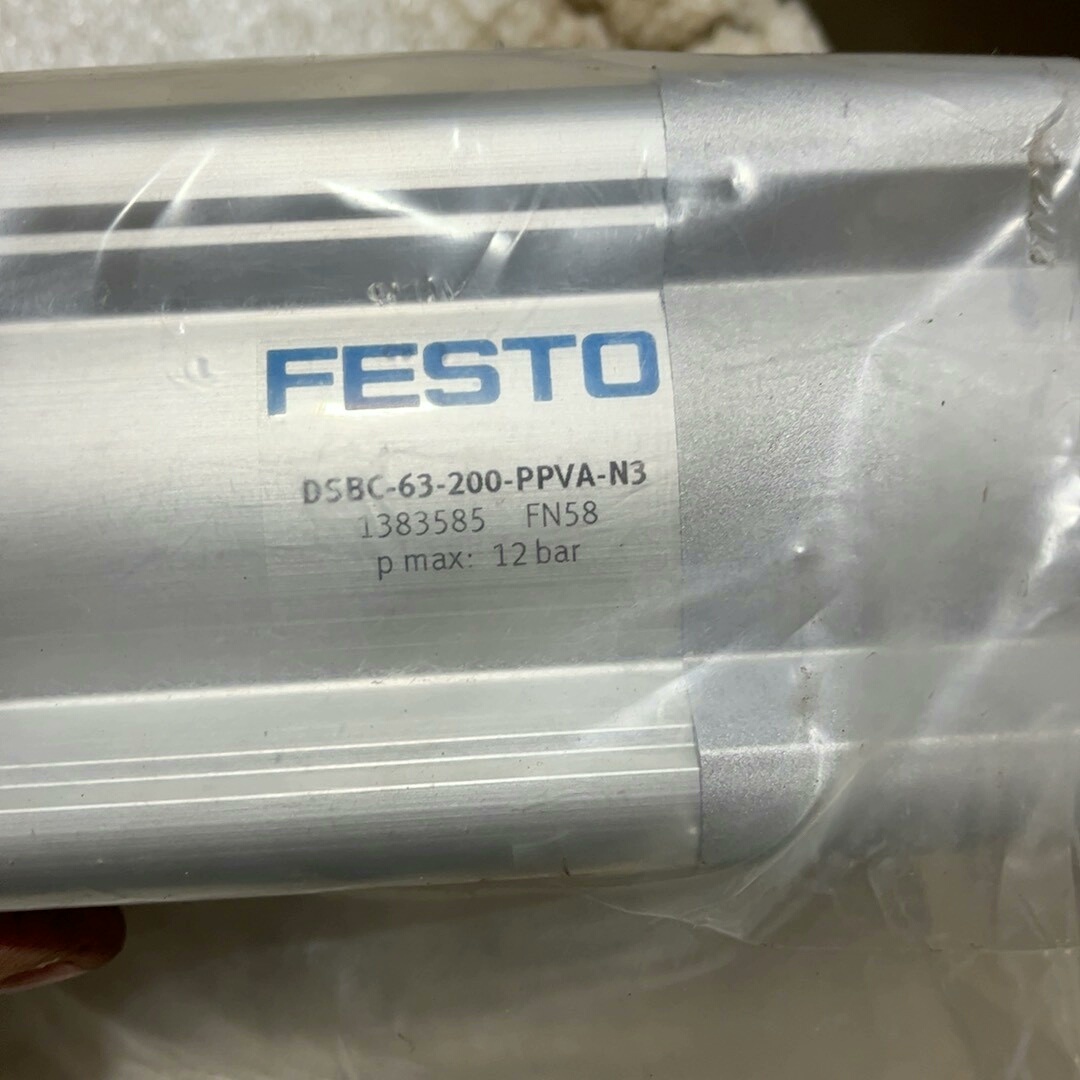 FESTO
DSBC-63-200-PPVA-N3
1383585 FN58
p max: 12 bar